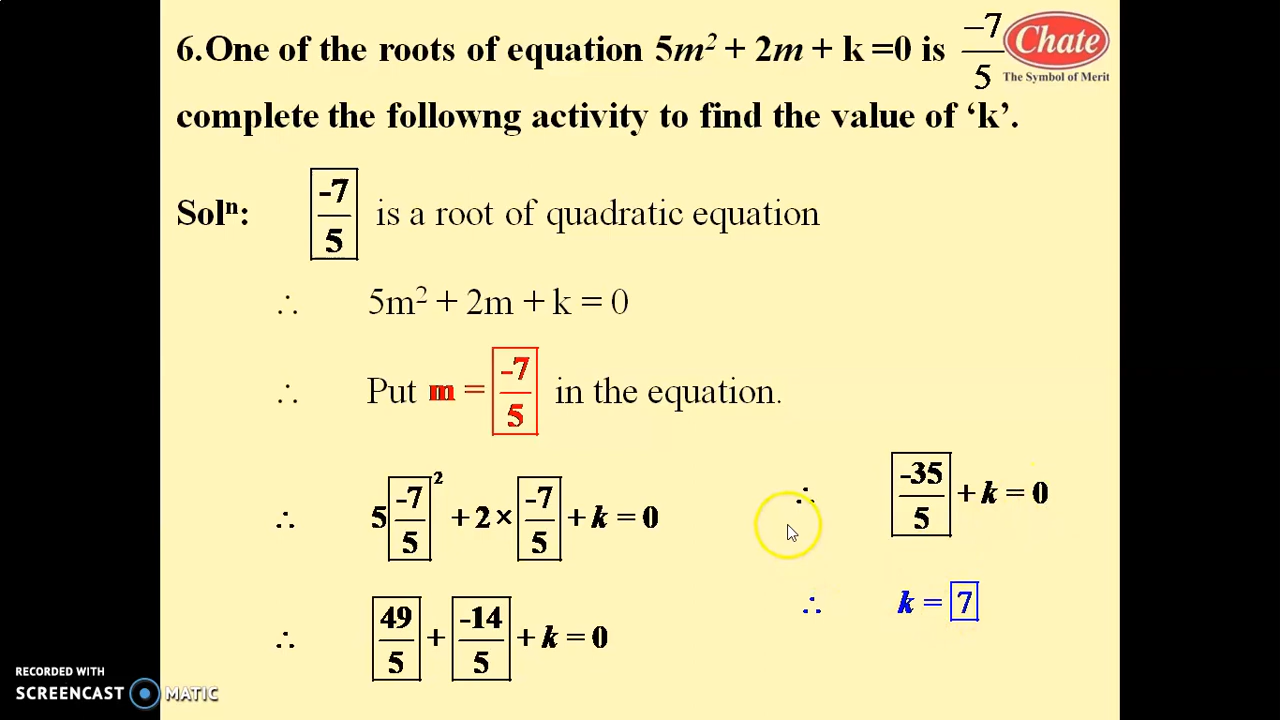 6.One of the roots of equation 5m² + 2m + k =0 is –7/5
Chate
The Symbol of Merit
complete the followng activity to find the value of ‘k’.
Solⁿ: -7/5 is a root of quadratic equation
∴ 5m² + 2m + k = 0
∴ Put m = -7/5 in the equation.
∴ 5 -7/5 ² + 2 × -7/5 + k = 0
∴ 49/5 + -14/5 + k = 0
∴ -35/5 + k = 0
∴ k = 7
RECORDED WITH
SCREENCAST MATIC